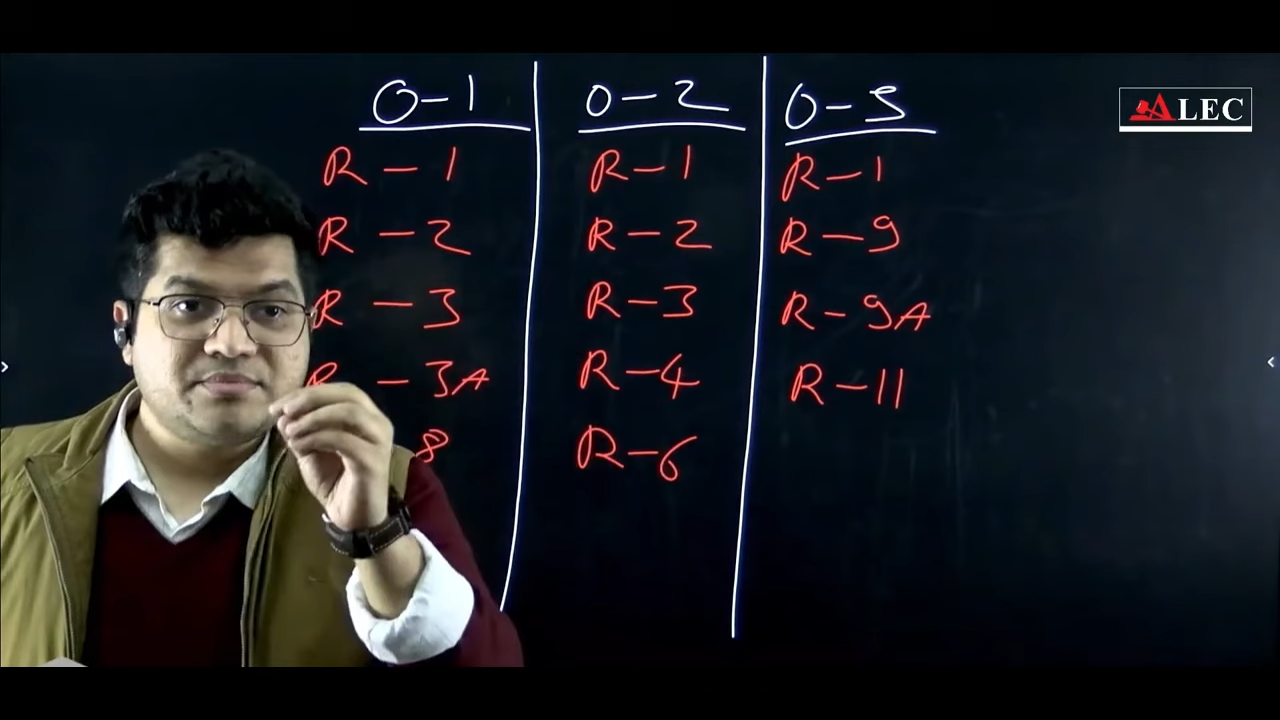 O-1
R-1
R-2
R-3
R-3A
8
O-2
R-1
R-2
R-3
R-4
R-6
O-5
R-1
R-9
R-9A
R-11
ALEC